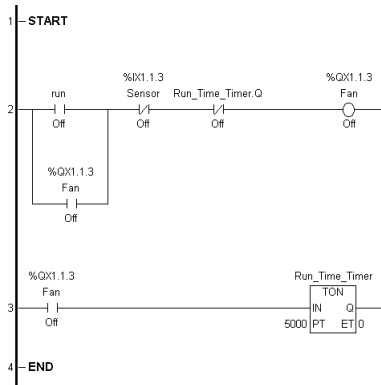 1 START
%IX1.1.3 %QX1.1.3
run Sensor Run_Time_Timer.Q Fan
2
Off Off Off Off
%QX1.1.3
Fan
Off
%QX1.1.3 Run_Time_Timer
Fan TON
3 IN Q
Off 5000 PT ET 0
4 END